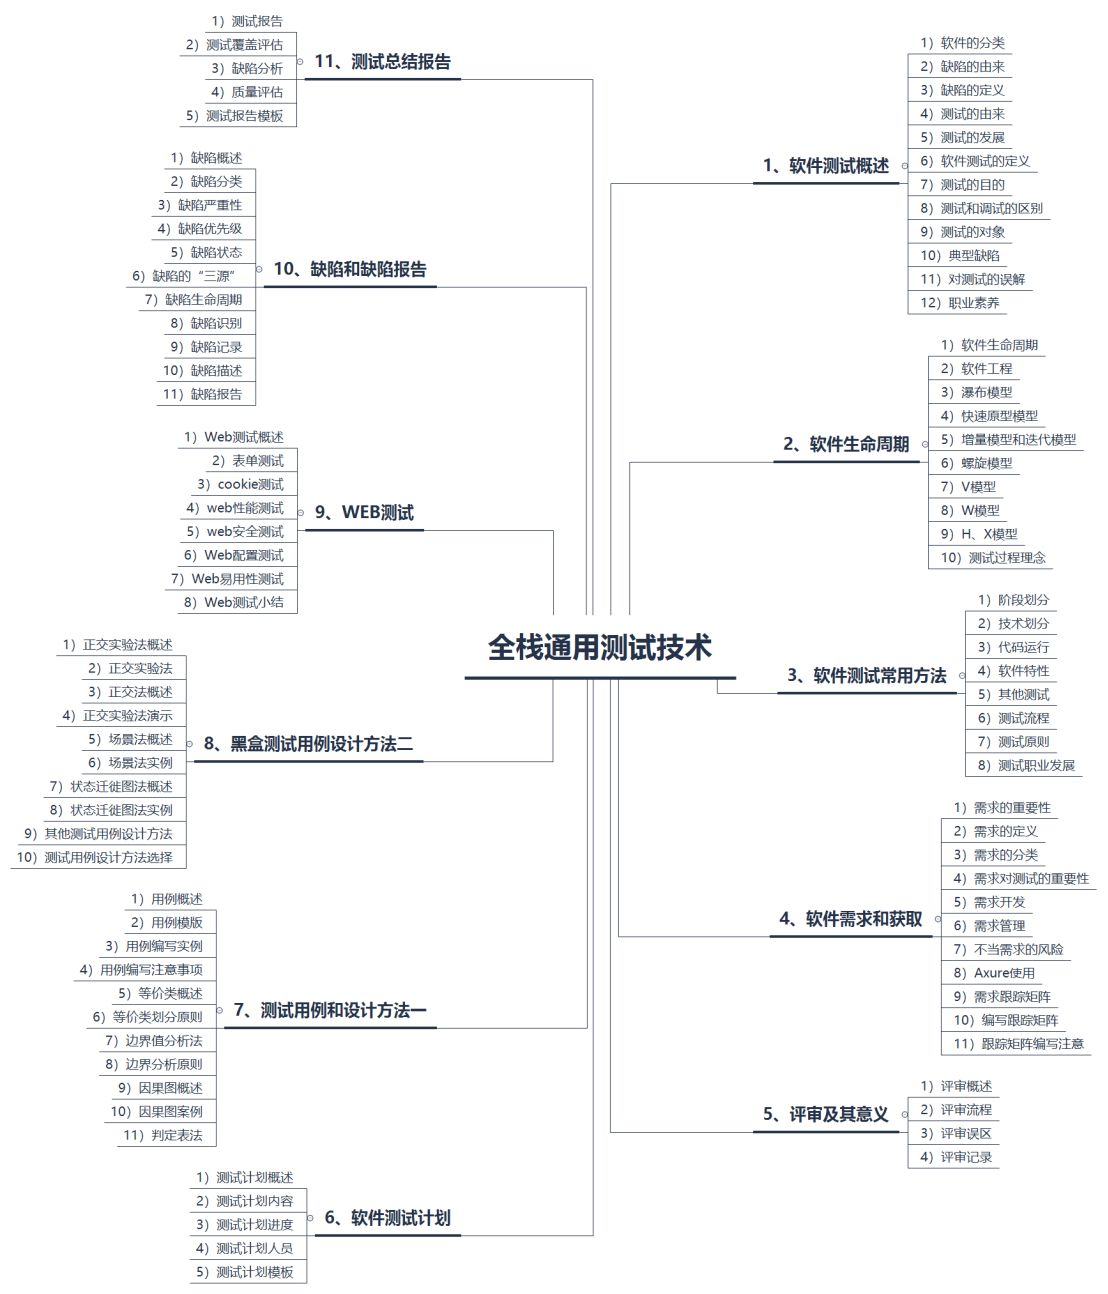 全栈通用测试技术
1、软件测试概述
1）软件的分类
2）缺陷的由来
3）缺陷的定义
4）测试的由来
5）测试的发展
6）软件测试的定义
7）测试的目的
8）测试和调试的区别
9）测试的对象
10）典型缺陷
11）对测试的误解
12）职业素养
2、软件生命周期
1）软件生命周期
2）软件工程
3）瀑布模型
4）快速原型模型
5）增量模型和迭代模型
6）螺旋模型
7）V模型
8）W模型
9）H、X模型
10）测试过程理念
3、软件测试常用方法
1）阶段划分
2）技术划分
3）代码运行
4）软件特性
5）其他测试
6）测试流程
7）测试原则
8）测试职业发展
4、软件需求和获取
1）需求的重要性
2）需求的定义
3）需求的分类
4）需求对测试的重要性
5）需求开发
6）需求管理
7）不当需求的风险
8）Axure使用
9）需求跟踪矩阵
10）编写跟踪矩阵
11）跟踪矩阵编写注意
5、评审及其意义
1）评审概述
2）评审流程
3）评审误区
4）评审记录
6、软件测试计划
1）测试计划概述
2）测试计划内容
3）测试计划进度
4）测试计划人员
5）测试计划模板
7、测试用例和设计方法一
1）用例概述
2）用例模版
3）用例编写实例
4）用例编写注意事项
5）等价类概述
6）等价类划分原则
7）边界值分析法
8）边界分析原则
9）因果图概述
10）因果图案例
11）判定表法
8、黑盒测试用例设计方法二
1）正交实验法概述
2）正交实验法
3）正交法概述
4）正交实验法演示
5）场景法概述
6）场景法实例
7）状态迁徙图法概述
8）状态迁徙图法实例
9）其他测试用例设计方法
10）测试用例设计方法选择
9、WEB测试
1）Web测试概述
2）表单测试
3）cookie测试
4）web性能测试
5）web安全测试
6）Web配置测试
7）Web易用性测试
8）Web测试小结
10、缺陷和缺陷报告
1）缺陷概述
2）缺陷分类
3）缺陷严重性
4）缺陷优先级
5）缺陷状态
6）缺陷的“三源”
7）缺陷生命周期
8）缺陷识别
9）缺陷记录
10）缺陷描述
11）缺陷报告
11、测试总结报告
1）测试报告
2）测试覆盖评估
3）缺陷分析
4）质量评估
5）测试报告模板